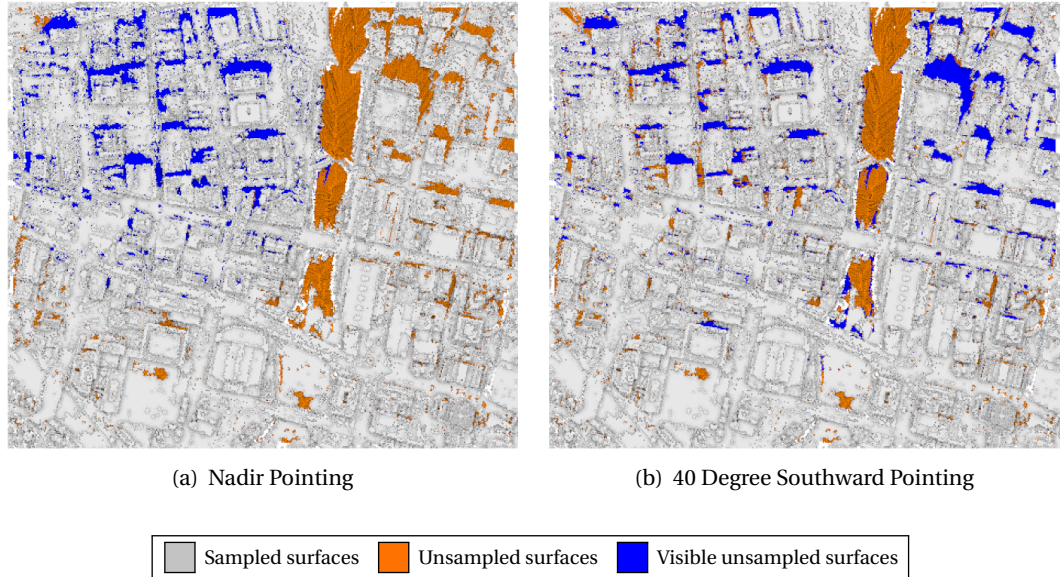 (a) Nadir Pointing
(b) 40 Degree Southward Pointing
Sampled surfaces
Unsampled surfaces
Visible unsampled surfaces